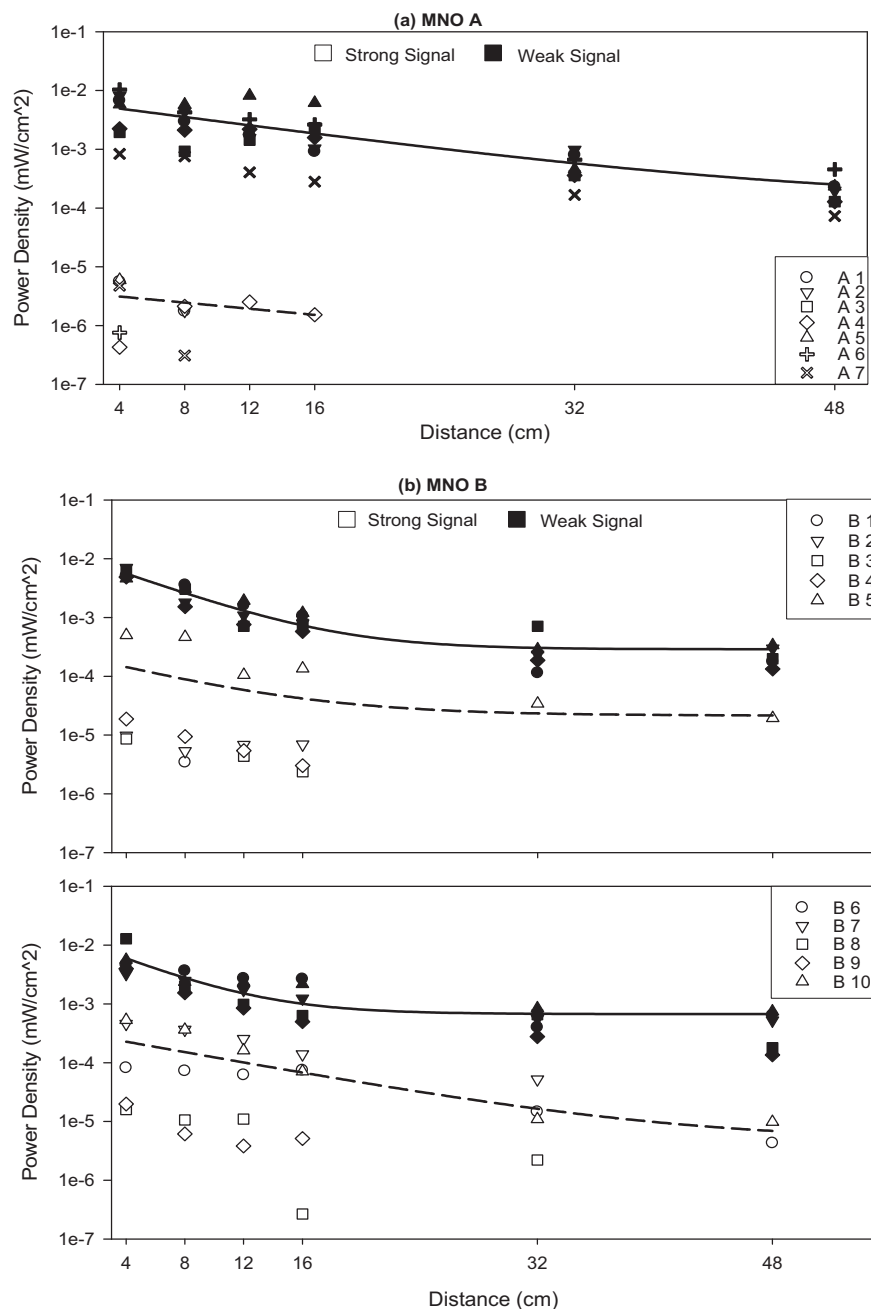 (a) MNO A
1e-1
1e-2
1e-3
1e-4
1e-5
1e-6
1e-7
Power Density (mW/cm^2)
Strong Signal
Weak Signal
A 1
A 2
A 3
A 4
A 5
A 6
A 7
4 8 12 16 32 48
Distance (cm)
(b) MNO B
1e-1
1e-2
1e-3
1e-4
1e-5
1e-6
1e-7
Power Density (mW/cm^2)
Strong Signal
Weak Signal
B 1
B 2
B 3
B 4
B 5
1e-1
1e-2
1e-3
1e-4
1e-5
1e-6
1e-7
Power Density (mW/cm^2)
B 6
B 7
B 8
B 9
B 10
4 8 12 16 32 48
Distance (cm)